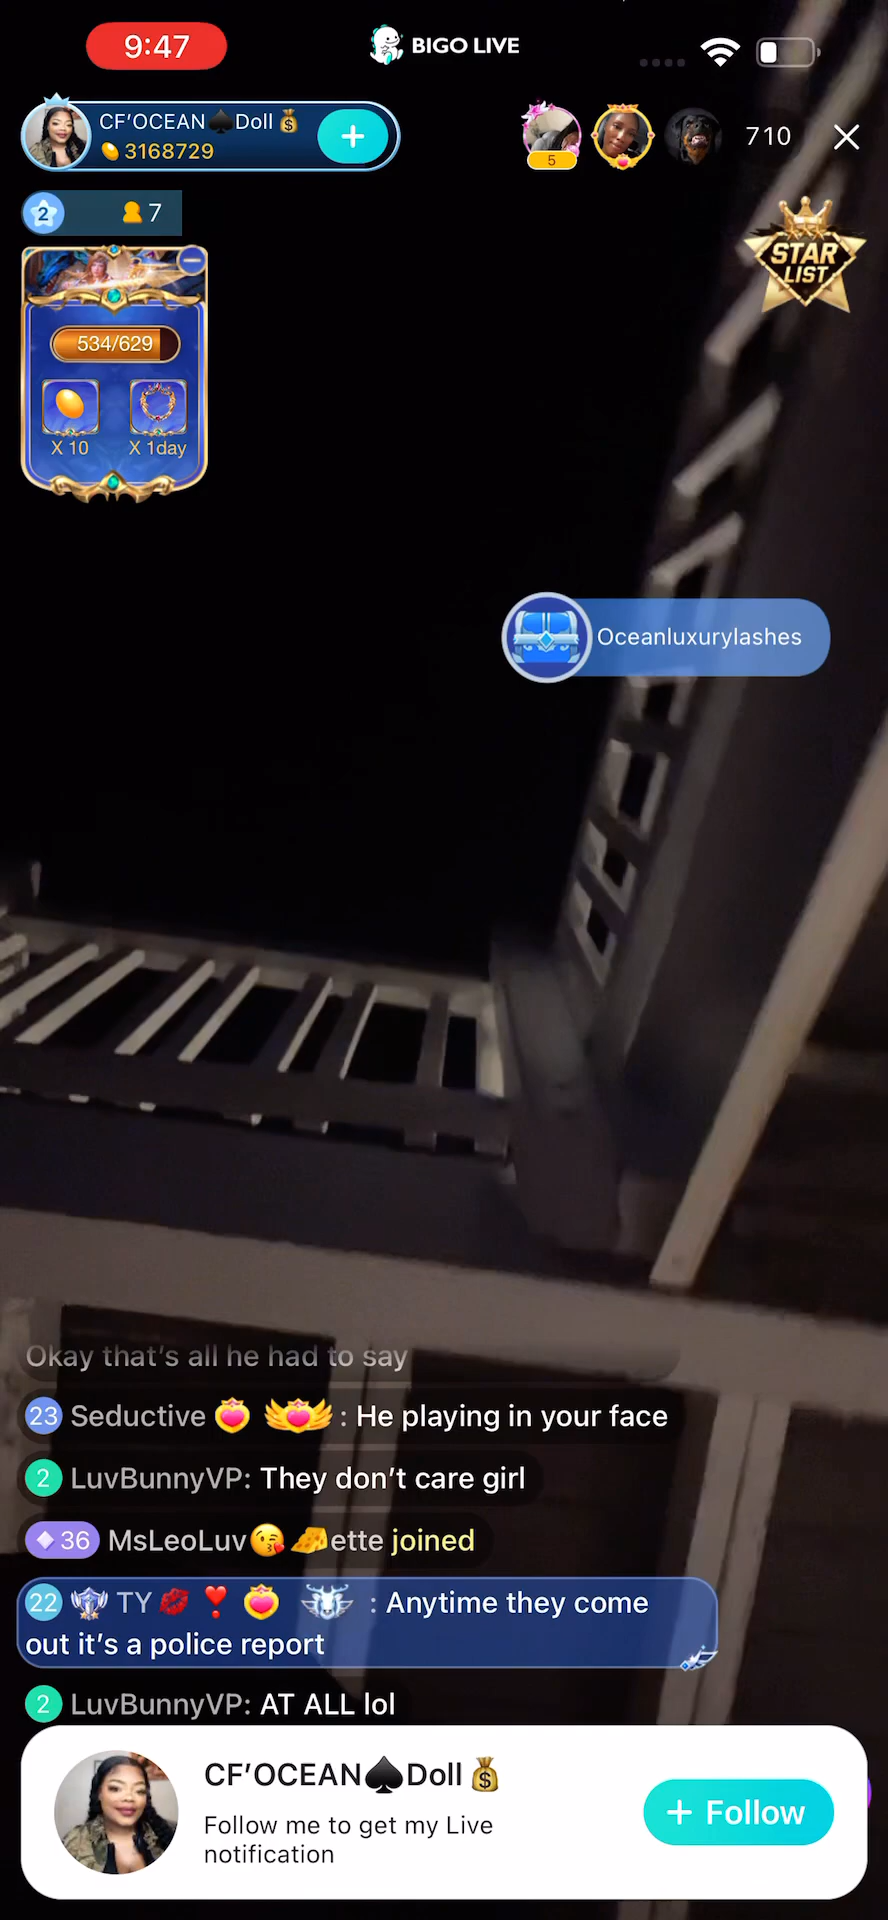 9:47
BIGO LIVE
CF'OCEAN♠️Doll💰
3168729
5
710
2
7
STAR
LIST
534/629
X 10
X 1day
Oceanluxurylashes
Okay that's all he had to say
23 Seductive : He playing in your face
2 LuvBunnyVP: They don't care girl
36 MsLeoLuv😘🧀ette joined
22 TY💋❣️ : Anytime they come
out it's a police report
2 LuvBunnyVP: AT ALL lol
CF'OCEAN♠️Doll💰
Follow me to get my Live
notification
+ Follow